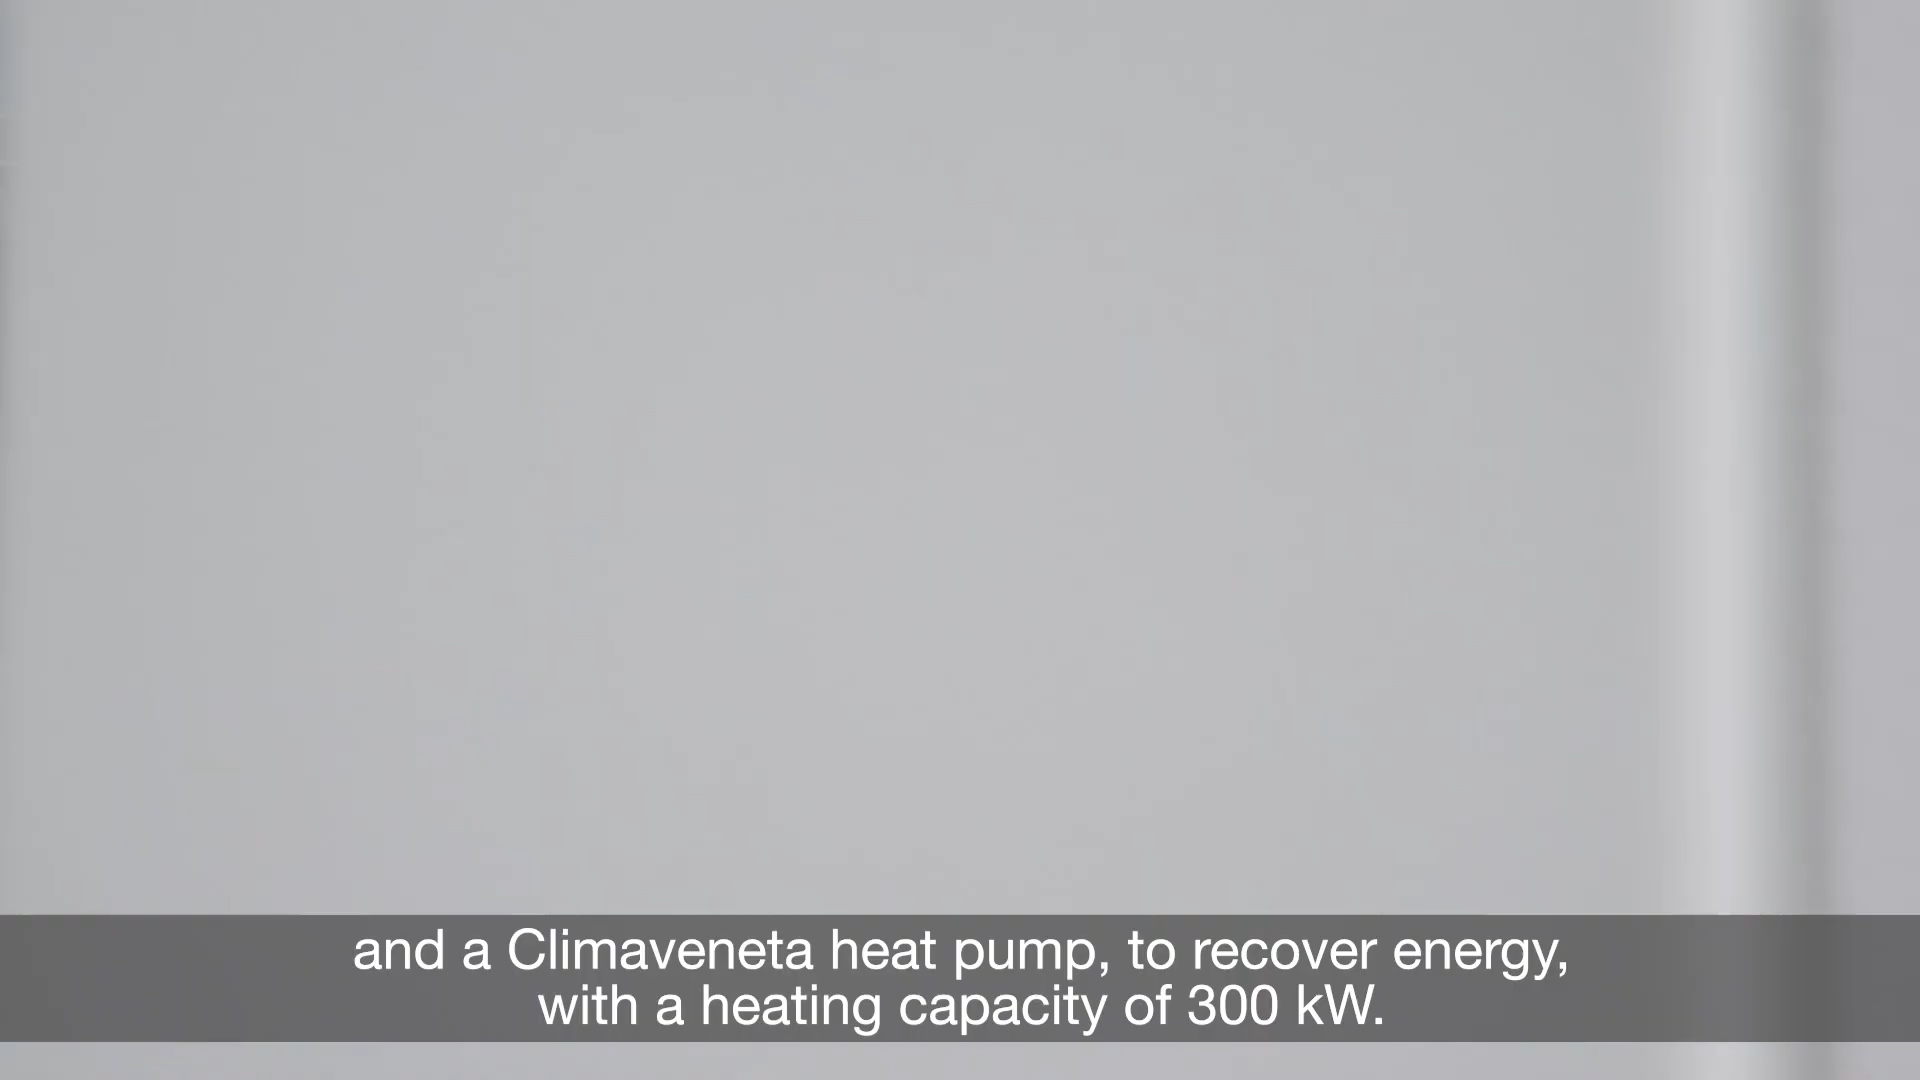 and a Climaveneta heat pump, to recover energy,
with a heating capacity of 300 kW.